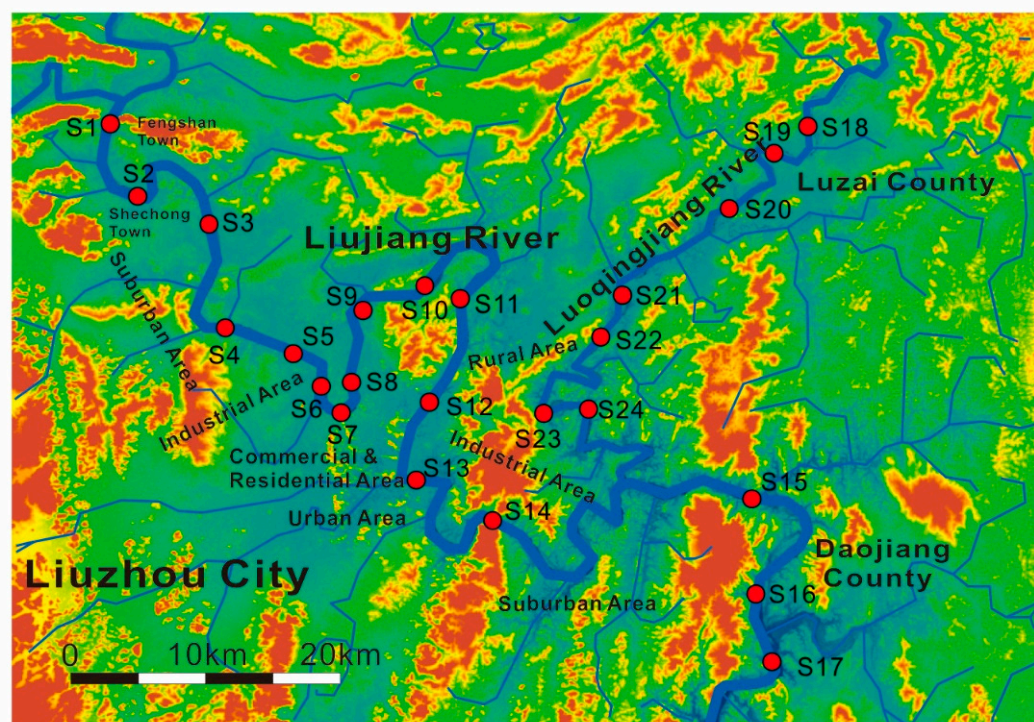 S1
Fengshan
Town
S2
Shechong
Town
S3
Suburban Area
S4
S5
Industrial Area
S6
S7
S8
S9
Liujiang River
S10
S11
S12
Commercial &
Residential Area
S13
Urban Area
Liuzhou City
S14
Industrial Area
Suburban Area
Rural Area
Luoqingjiang River
S19
S18
Luzai County
S20
S21
S22
S24
S23
S15
Daojiang
County
S16
S17
0 10km 20km